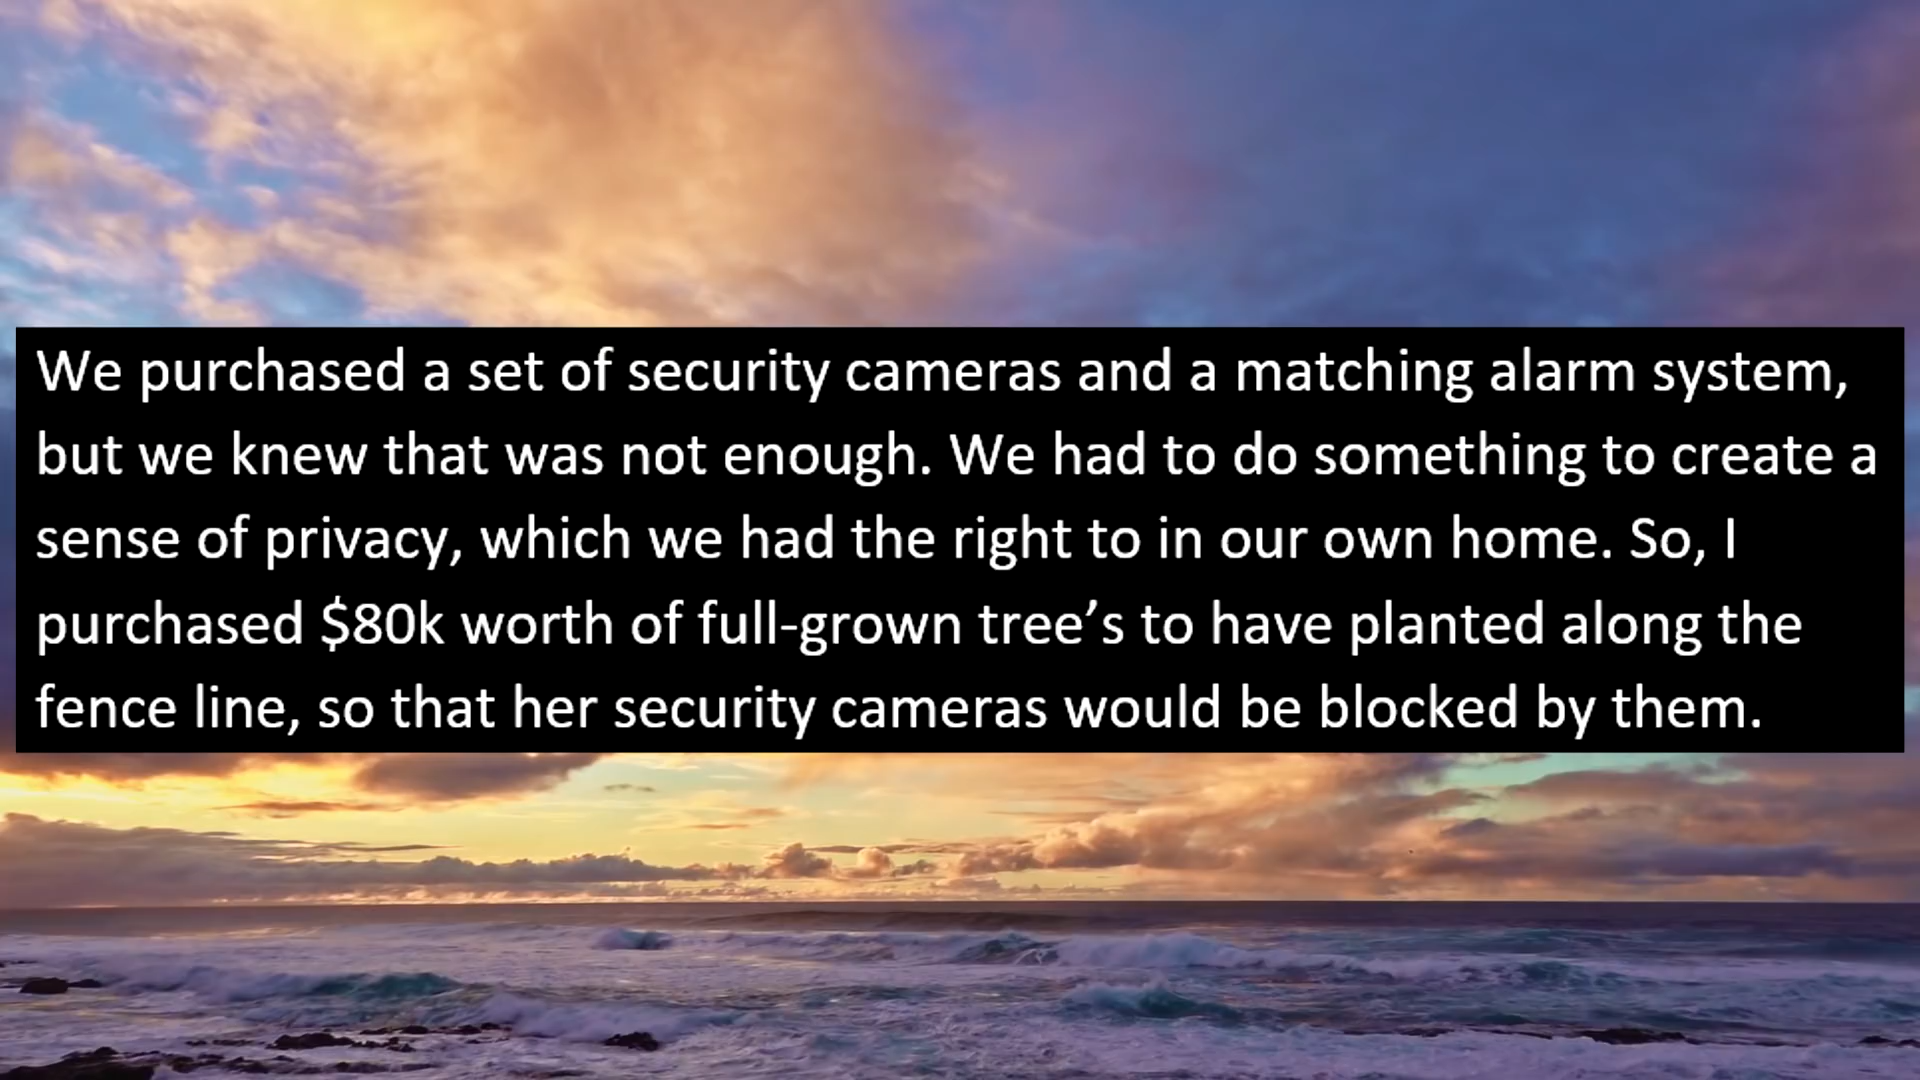 We purchased a set of security cameras and a matching alarm system,
but we knew that was not enough. We had to do something to create a
sense of privacy, which we had the right to in our own home. So, I
purchased $80k worth of full-grown tree’s to have planted along the
fence line, so that her security cameras would be blocked by them.